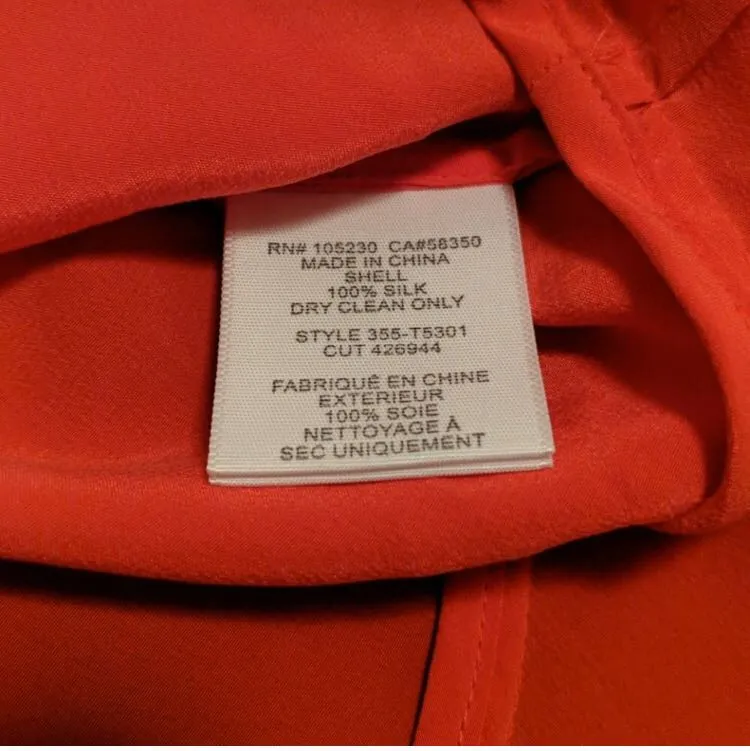 RN# 105230 CA#58350
MADE IN CHINA
SHELL
100% SILK
DRY CLEAN ONLY
STYLE 355-T5301
CUT 426944
FABRIQUÉ EN CHINE
EXTERIEUR
100% SOIE
NETTOYAGE À
SEC UNIQUEMENT